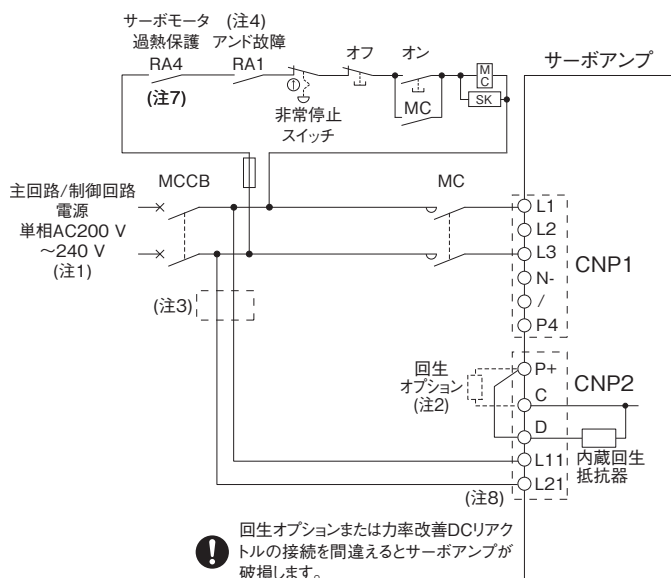 サーボモータ (注4)
過熱保護 アンド故障
RA4 RA1
オフ オン
(注7)
①
非常停止
スイッチ
MC
MC
SK
サーボアンプ
主回路/制御回路
電源
単相AC200 V
～240 V
(注1)
MCCB
MC
L1
L2
L3
N-
/
P4
CNP1
(注3)
回生
オプション
(注2)
P+
C
D
L11
L21
CNP2
内蔵回生
抵抗器
(注8)
回生オプションまたは力率改善DCリアク
トルの接続を間違えるとサーボアンプが
破損します。